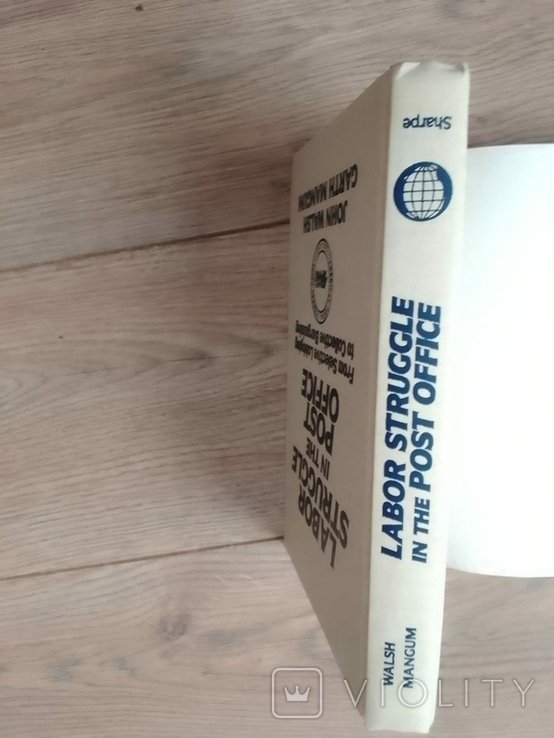 LABOR
STRUGGLE
IN THE
POST
OFFICE
From Selective Lobbying
to Collective Bargaining
JOHN WALSH
GARTH MANGUM
WALSH
MANGUM
LABOR STRUGGLE
IN THE POST OFFICE
Sharpe
VIOLITY